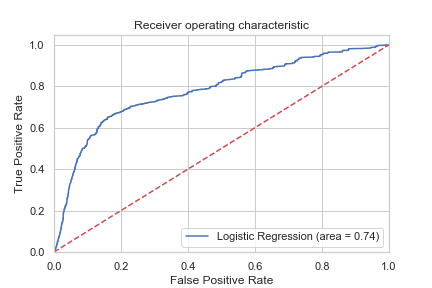 Receiver operating characteristic
True Positive Rate
1.0
0.8
0.6
0.4
0.2
0.0
Logistic Regression (area = 0.74)
0.0 0.2 0.4 0.6 0.8 1.0
False Positive Rate